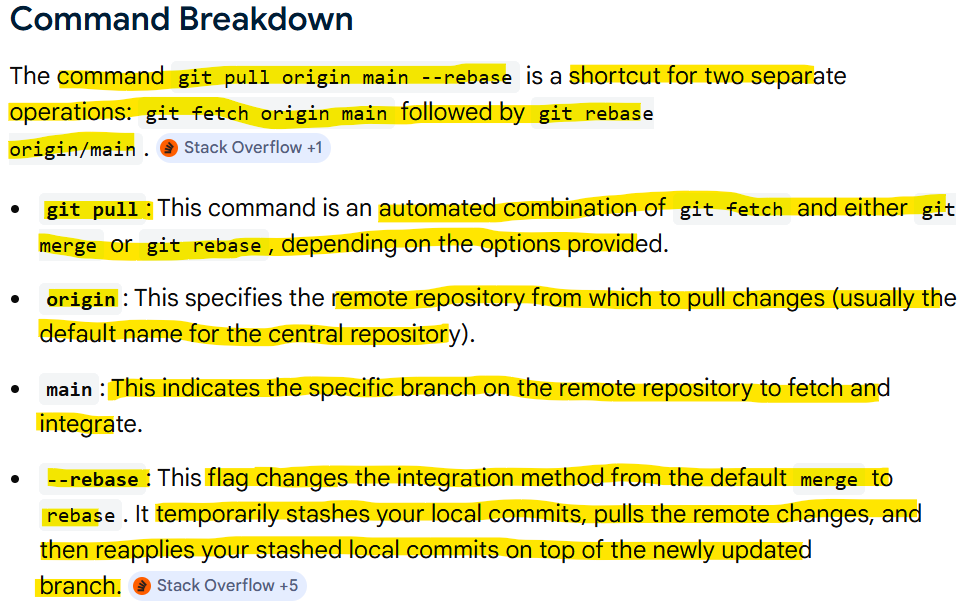 Command Breakdown
The command git pull origin main --rebase is a shortcut for two separate
operations: git fetch origin main followed by git rebase
origin/main . Stack Overflow +1
• git pull : This command is an automated combination of git fetch and either git
merge or git rebase , depending on the options provided.
• origin : This specifies the remote repository from which to pull changes (usually the
default name for the central repository).
• main : This indicates the specific branch on the remote repository to fetch and
integrate.
• --rebase : This flag changes the integration method from the default merge to
rebase . It temporarily stashes your local commits, pulls the remote changes, and
then reapplies your stashed local commits on top of the newly updated
branch. Stack Overflow +5